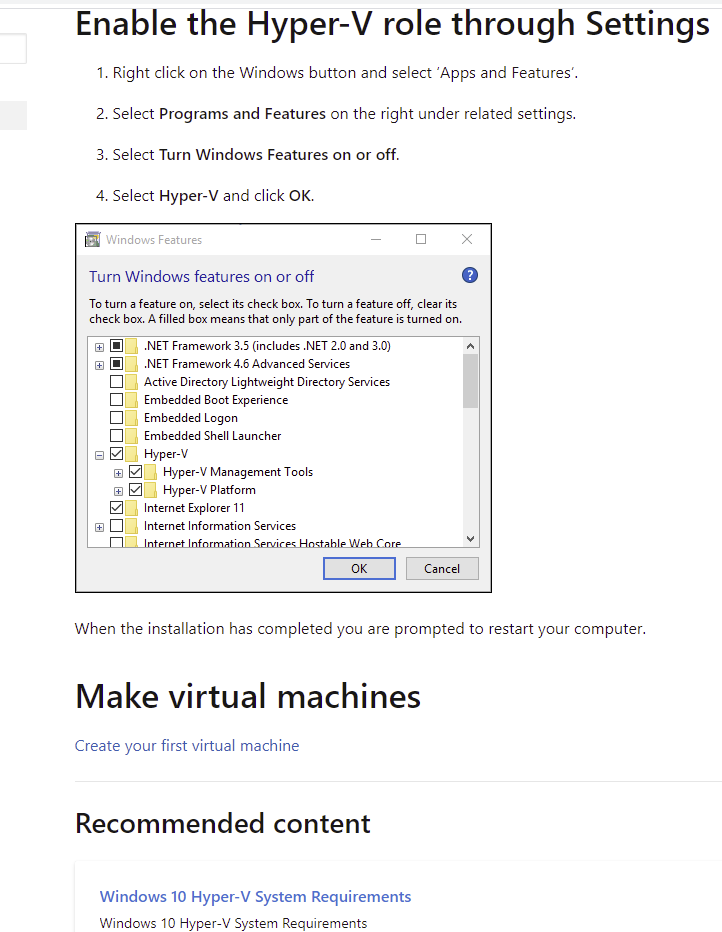 Enable the Hyper-V role through Settings
1. Right click on the Windows button and select ‘Apps and Features’.
2. Select Programs and Features on the right under related settings.
3. Select Turn Windows Features on or off.
4. Select Hyper-V and click OK.
Windows Features
Turn Windows features on or off
To turn a feature on, select its check box. To turn a feature off, clear its
check box. A filled box means that only part of the feature is turned on.
.NET Framework 3.5 (includes .NET 2.0 and 3.0)
.NET Framework 4.6 Advanced Services
Active Directory Lightweight Directory Services
Embedded Boot Experience
Embedded Logon
Embedded Shell Launcher
Hyper-V
Hyper-V Management Tools
Hyper-V Platform
Internet Explorer 11
Internet Information Services
Internet Information Services Hostable Web Core
OK Cancel
When the installation has completed you are prompted to restart your computer.
Make virtual machines
Create your first virtual machine
Recommended content
Windows 10 Hyper-V System Requirements
Windows 10 Hyper-V System Requirements